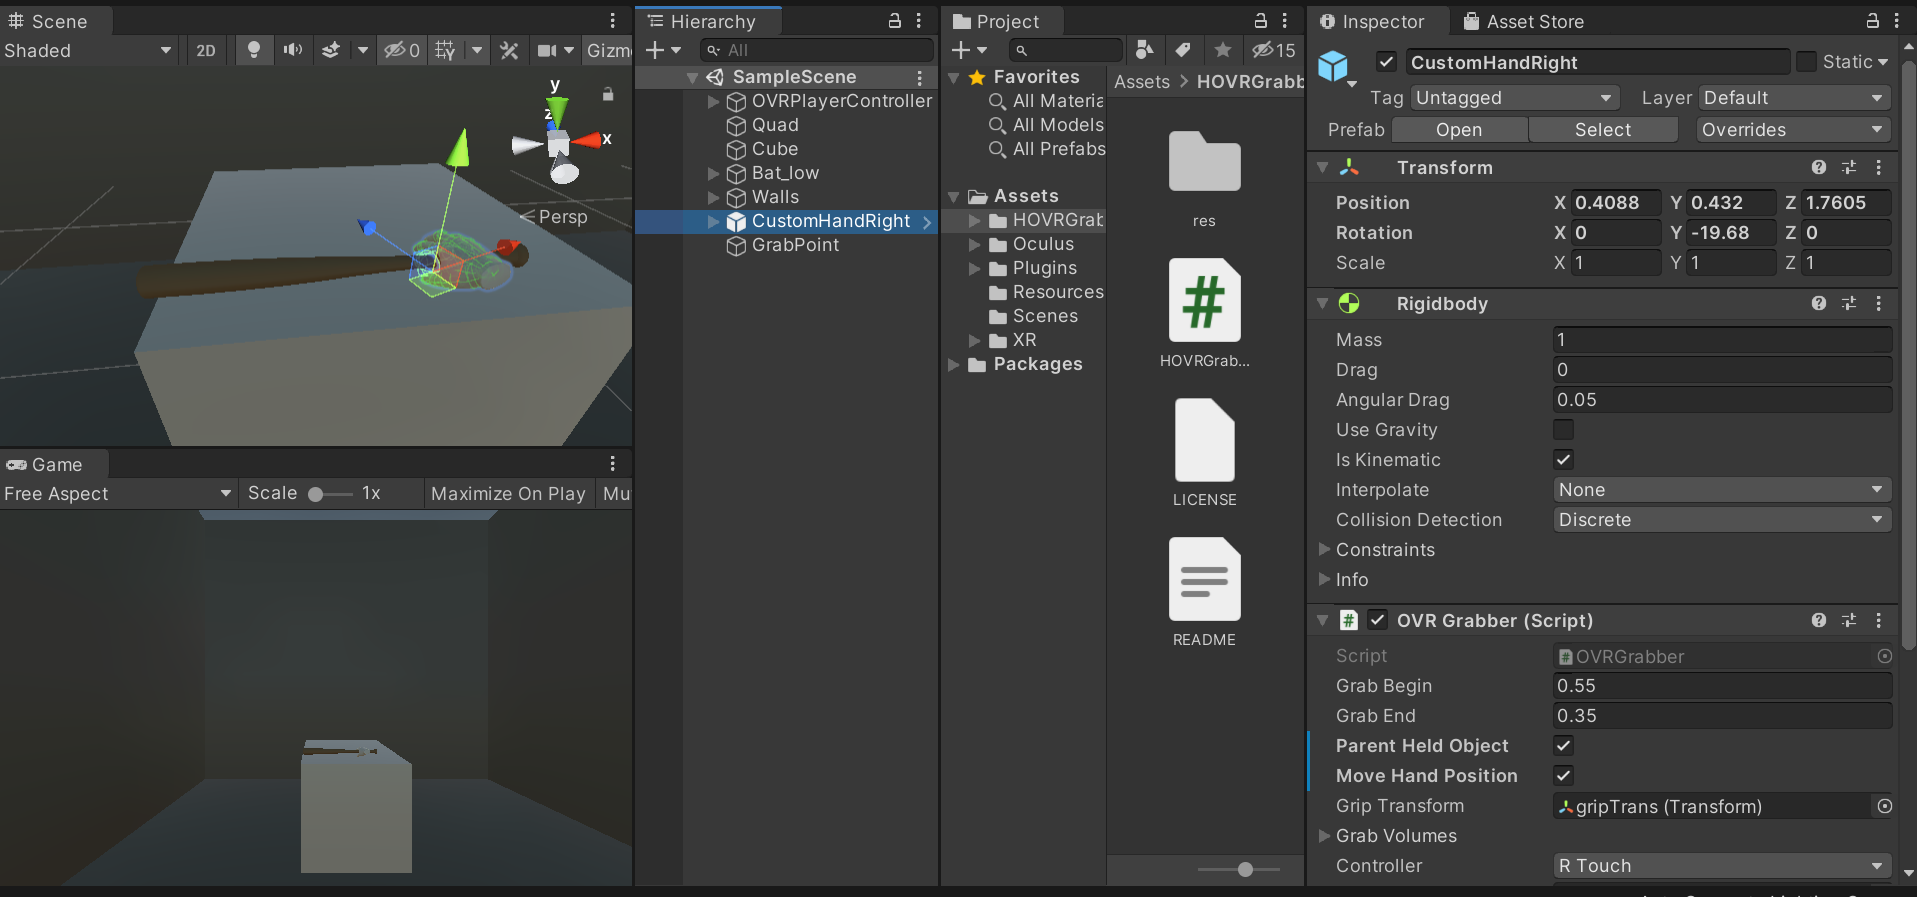 Scene
Shaded
2D
0
Gizm
y
z
x
Persp
Game
Free Aspect
Scale
1x
Maximize On Play
Mu
Hierarchy
All
SampleScene
OVRPlayerController
Quad
Cube
Bat_low
Walls
CustomHandRight
GrabPoint
Project
15
Favorites
All Materia
All Models
All Prefabs
Assets
HOVRGrab
Oculus
Plugins
Resources
Scenes
XR
Packages
Assets > HOVRGrabb
res
HOVRGrab...
LICENSE
README
Inspector
Asset Store
CustomHandRight
Static
Tag Untagged
Layer Default
Prefab Open Select Overrides
Transform
Position X 0.4088 Y 0.432 Z 1.7605
Rotation X 0 Y -19.68 Z 0
Scale X 1 Y 1 Z 1
Rigidbody
Mass 1
Drag 0
Angular Drag 0.05
Use Gravity
Is Kinematic
Interpolate None
Collision Detection Discrete
Constraints
Info
# OVR Grabber (Script)
Script OVRGrabber
Grab Begin 0.55
Grab End 0.35
Parent Held Object
Move Hand Position
Grip Transform gripTrans (Transform)
Grab Volumes
Controller R Touch